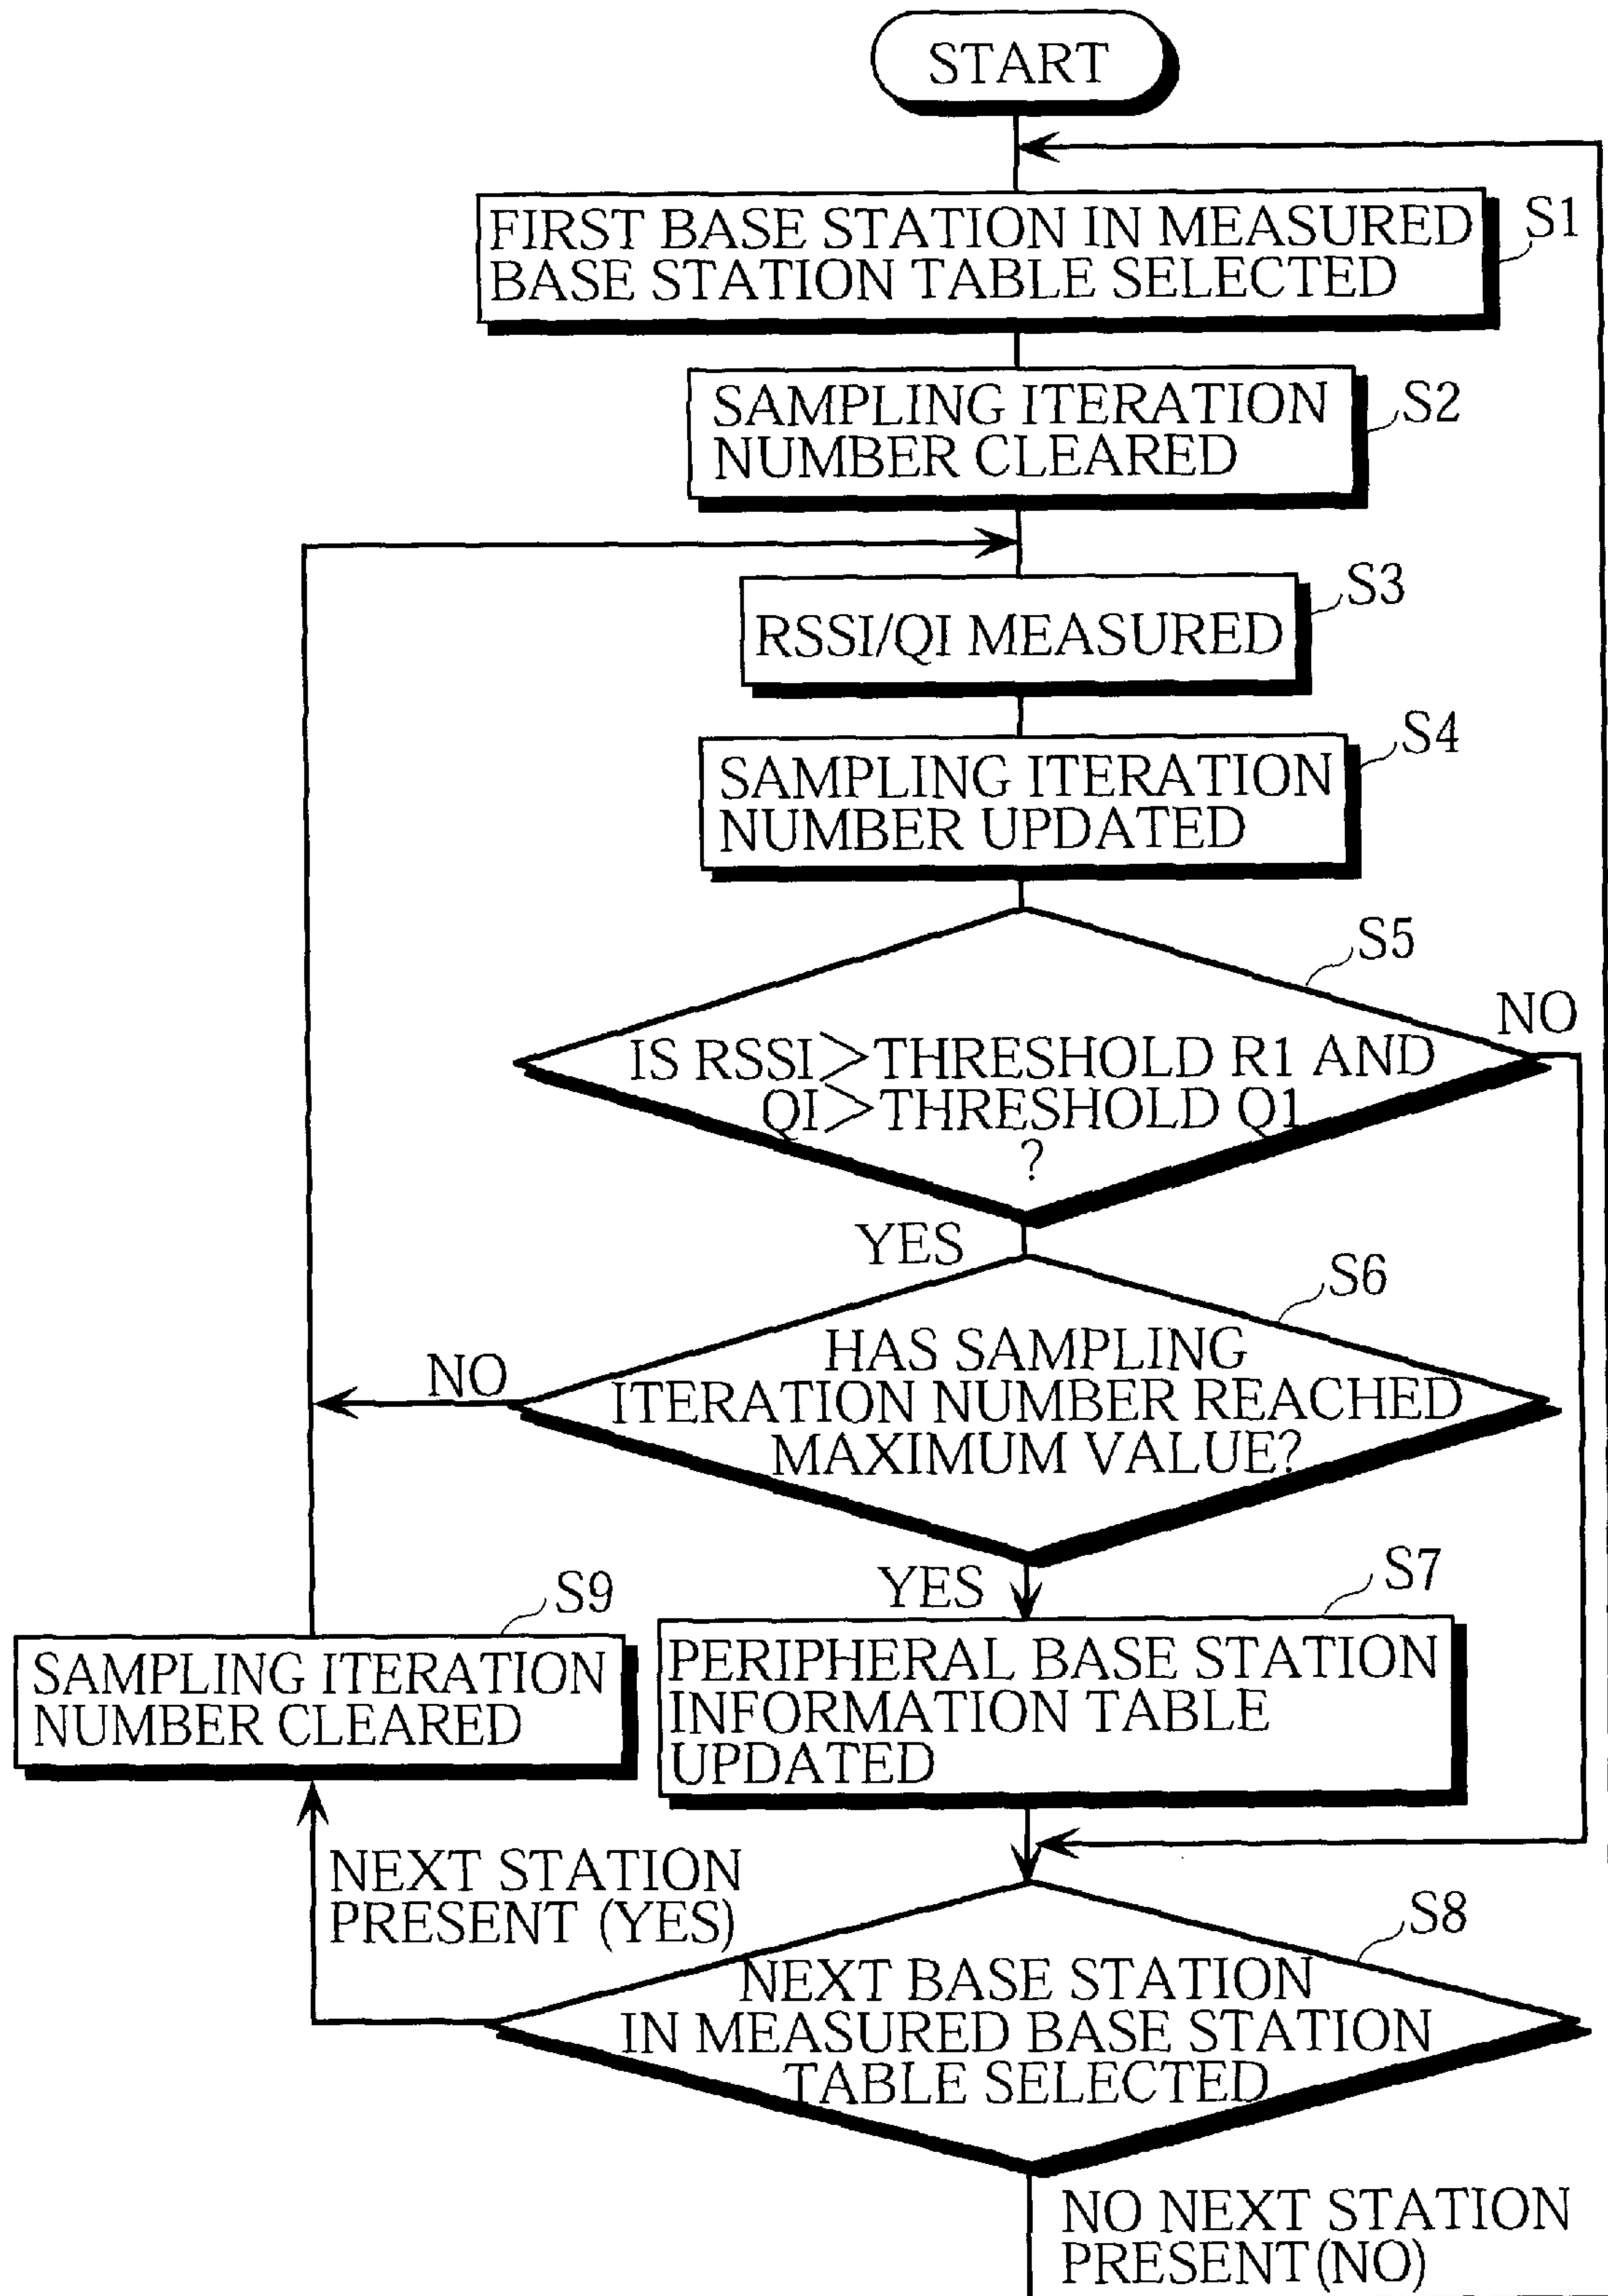 START
FIRST BASE STATION IN MEASURED
BASE STATION TABLE SELECTED
S1
SAMPLING ITERATION
NUMBER CLEARED
S2
RSSI/QI MEASURED
S3
SAMPLING ITERATION
NUMBER UPDATED
S4
S5
NO
IS RSSI>THRESHOLD R1 AND
QI>THRESHOLD Q1
?
YES
S6
HAS SAMPLING
ITERATION NUMBER REACHED
MAXIMUM VALUE?
NO
YES
S7
PERIPHERAL BASE STATION
INFORMATION TABLE
UPDATED
S9
SAMPLING ITERATION
NUMBER CLEARED
NEXT STATION
PRESENT (YES)
S8
NEXT BASE STATION
IN MEASURED BASE STATION
TABLE SELECTED
NO NEXT STATION
PRESENT(NO)